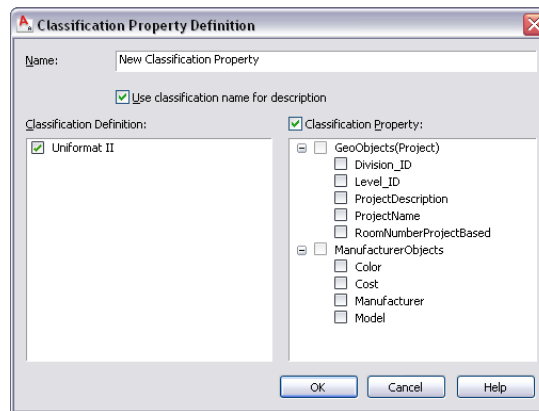 Classification Property Definition
Name:
New Classification Property
Use classification name for description
Classification Definition:
Uniformat II
Classification Property:
GeoObjects(Project)
Division_ID
Level_ID
ProjectDescription
ProjectName
RoomNumberProjectBased
ManufacturerObjects
Color
Cost
Manufacturer
Model
OK
Cancel
Help